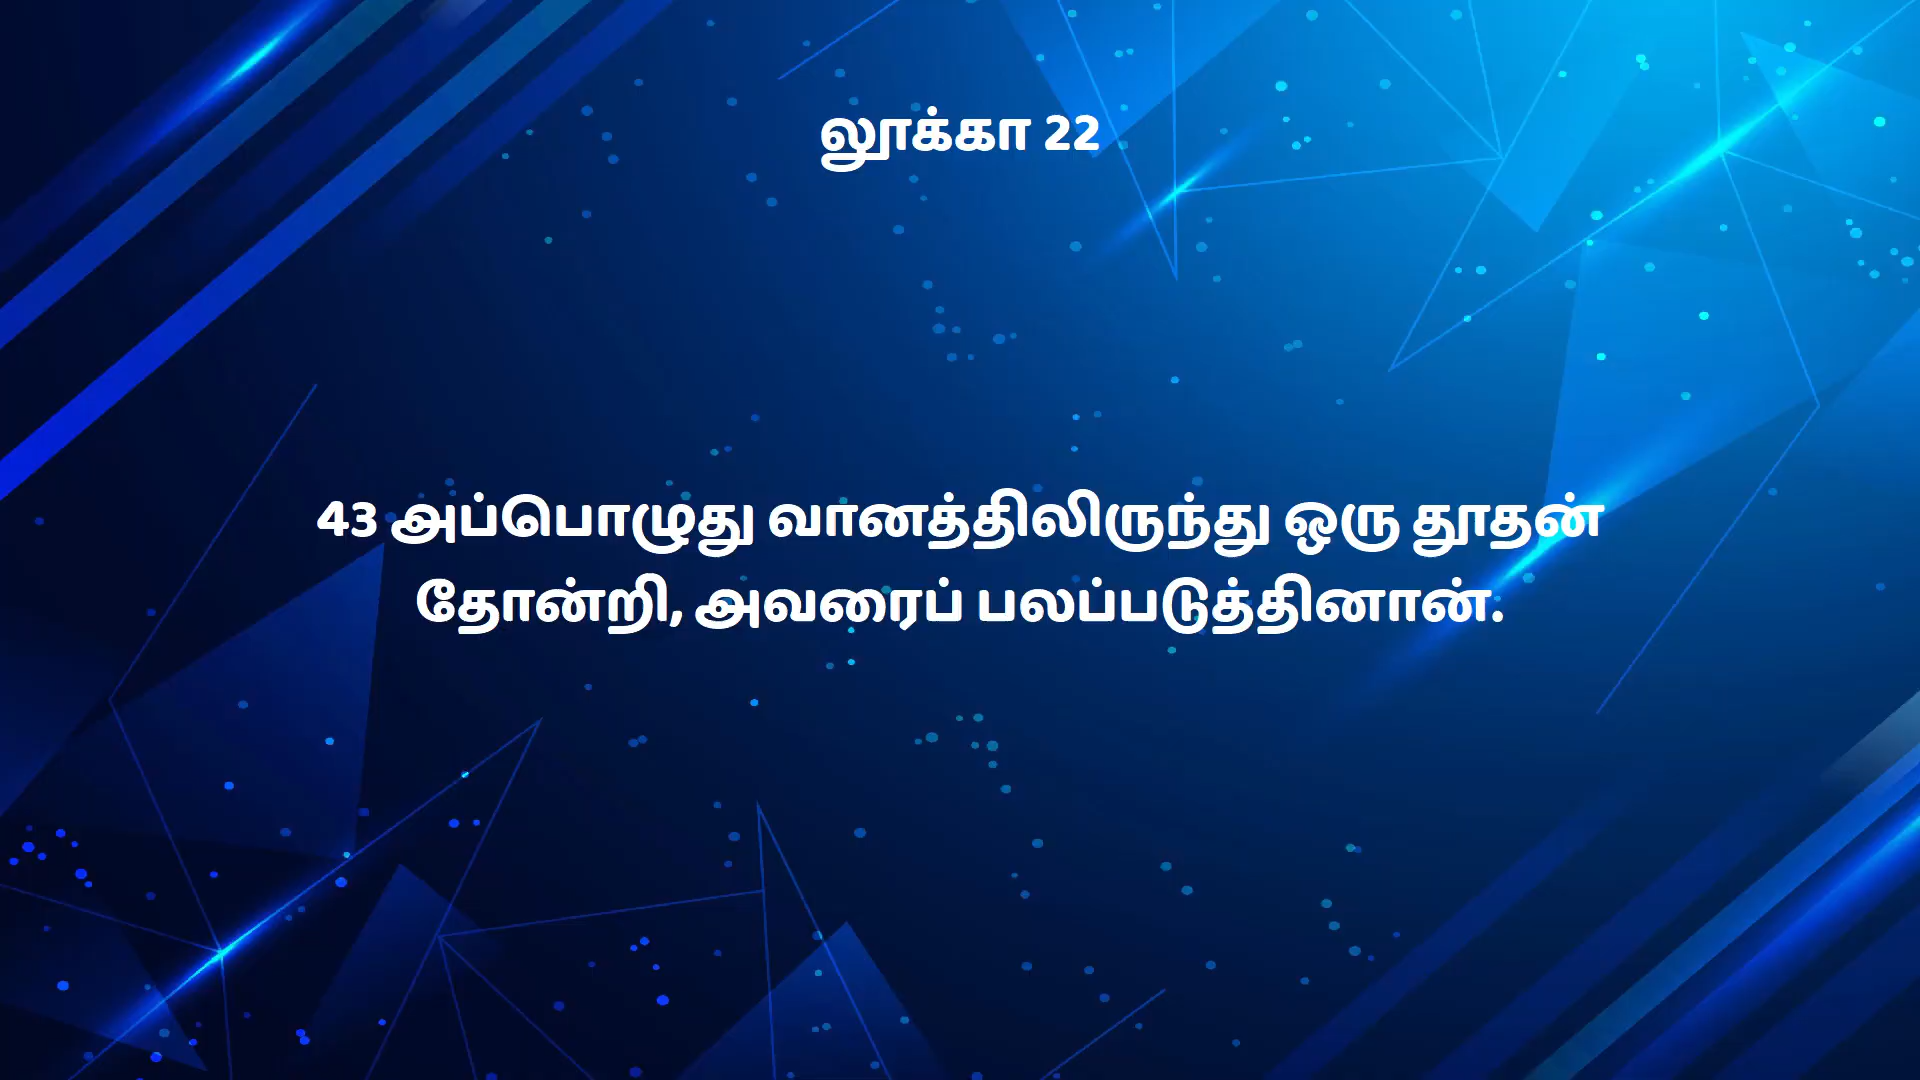 லூக்கா 22
43 அப்பொழுது வானத்திலிருந்து ஒரு தூதன்
தோன்றி, அவரைப் பலப்படுத்தினான்.